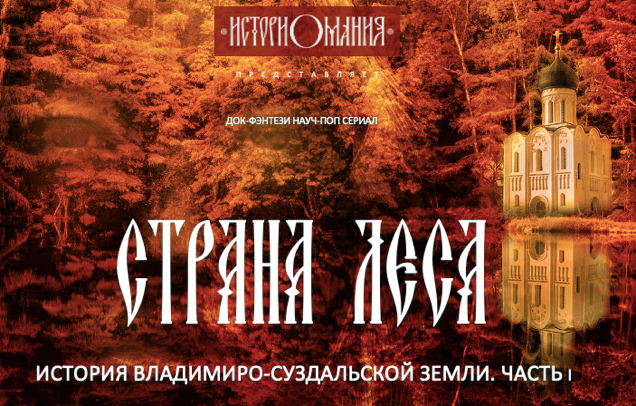 ·ИСТОРИОМАНИЯ·
ПРЕДСТАВЛЯЕТ
ДОК-ФЭНТЕЗИ НАУЧ-ПОП СЕРИАЛ
СТРАНА ЛЕСА
ИСТОРИЯ ВЛАДИМИРО-СУЗДАЛЬСКОЙ ЗЕМЛИ. ЧАСТЬ I